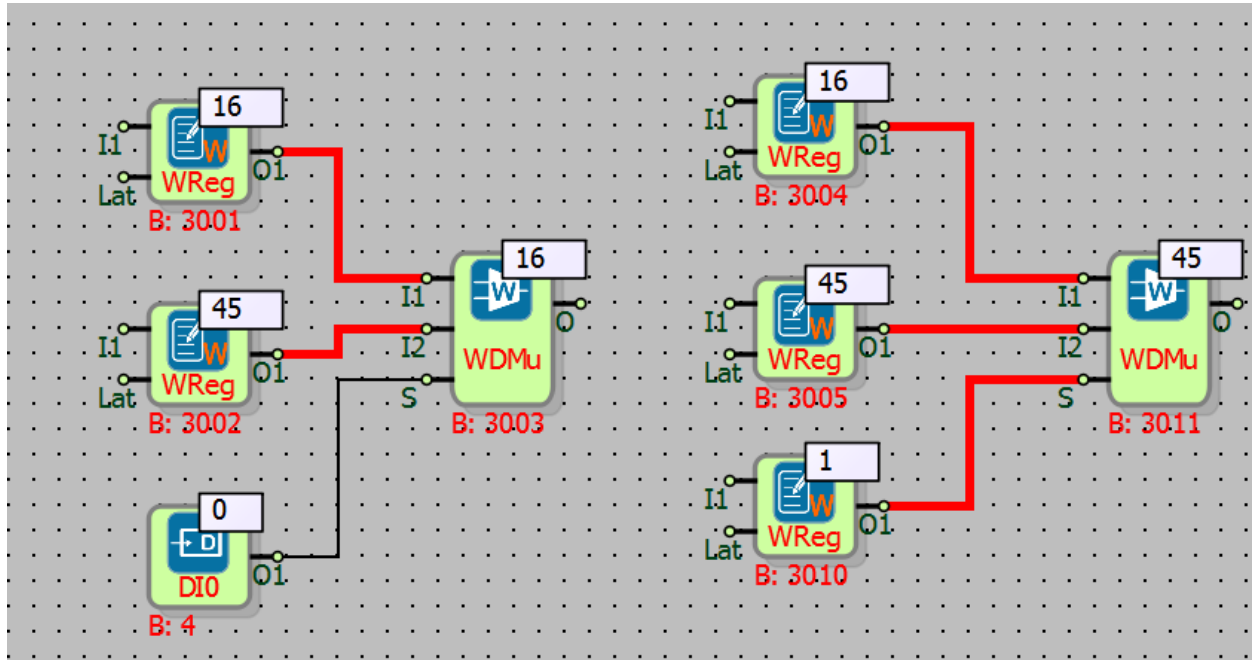 16
I1
W
O1
Lat
WReg
B: 3001
45
I1
W
O1
Lat
WReg
B: 3002
0
D
O1
DI0
B: 4
16
I1
W
O
I2
WDMu
S
B: 3003
16
I1
W
O1
Lat
WReg
B: 3004
45
I1
W
O1
Lat
WReg
B: 3005
1
I1
W
O1
Lat
WReg
B: 3010
45
I1
W
O
I2
WDMu
S
B: 3011